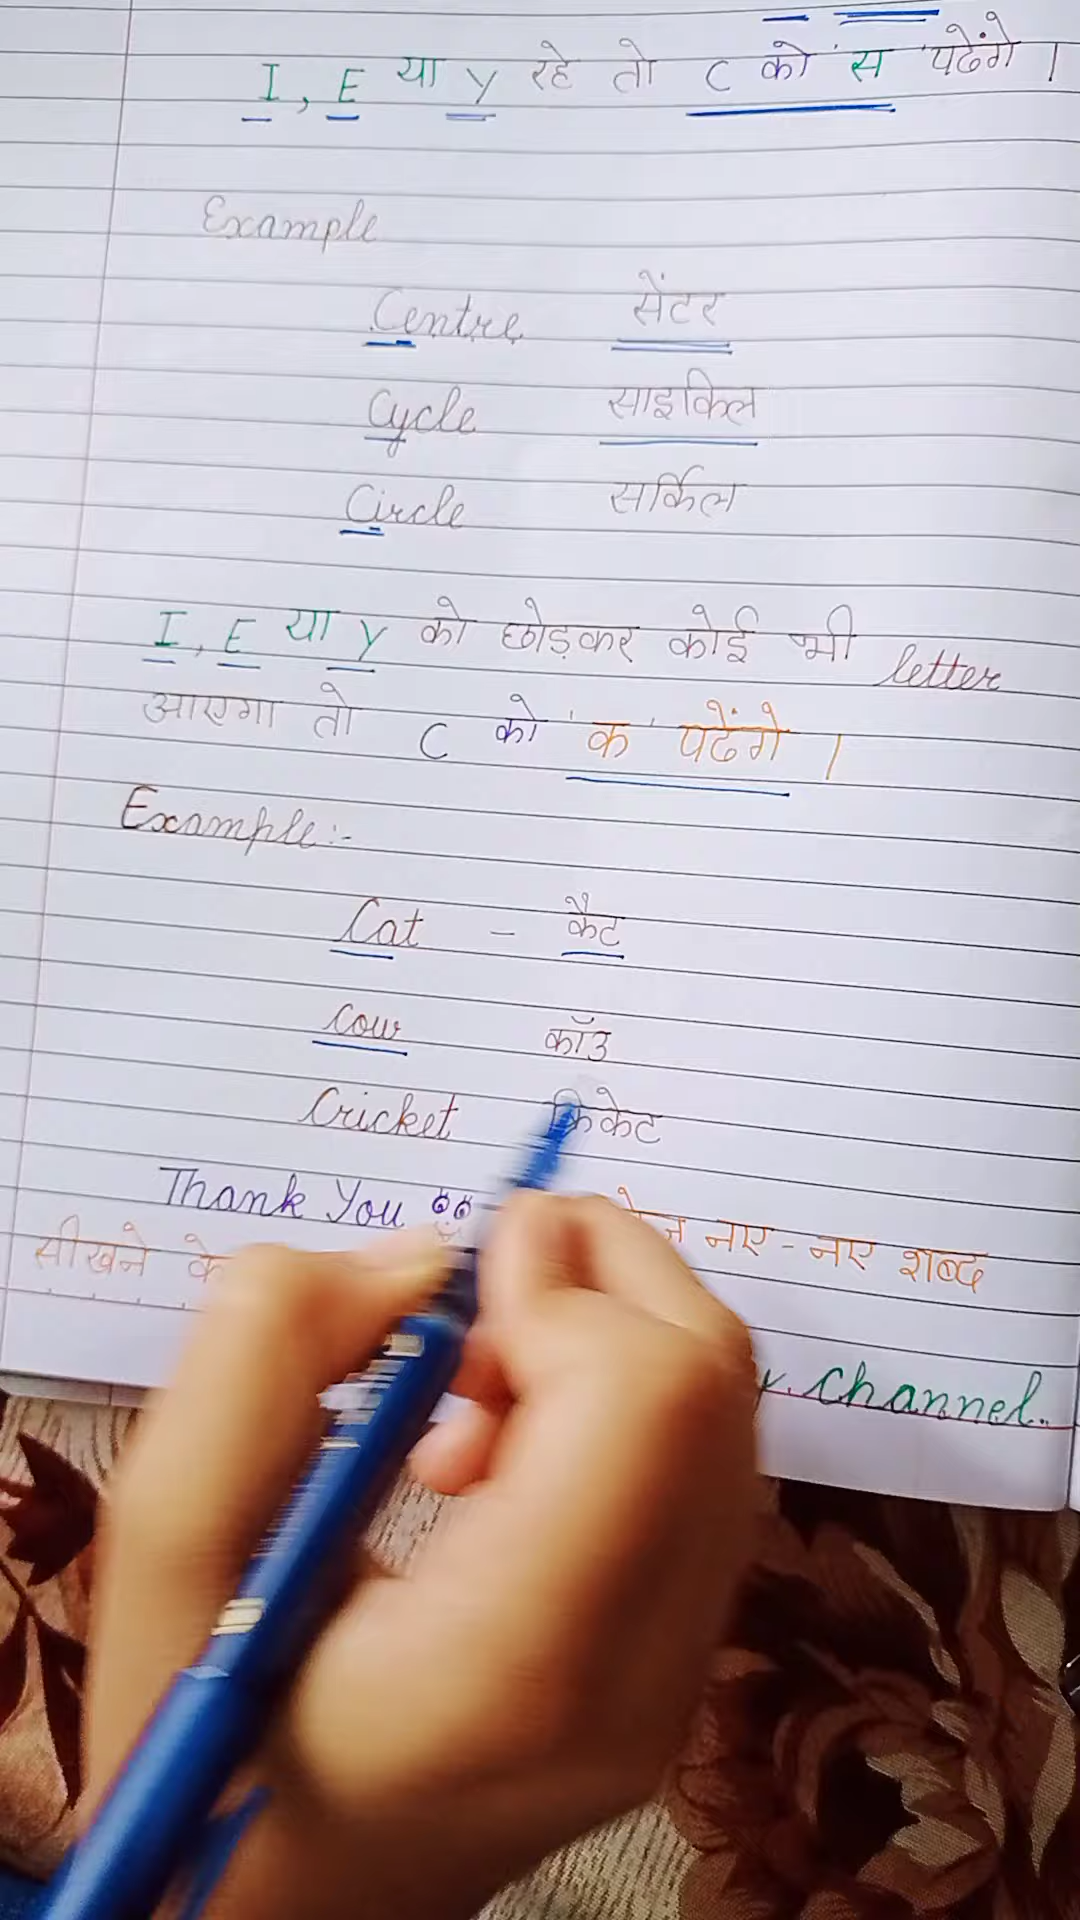 I, E या y रहे तो C को 'स' पढेंगे ।
Example
Centre सेंटर
Cycle साइकिल
Circle सर्किल
I, E या y को छोड़कर कोई भी letter
आएगा तो C को 'क' पढेंगे ।
Example :-
Cat - कैट
Cow कॉउ
Cricket क्रिकेट
Thank You नए - नए शब्द
सीखने के
channel.